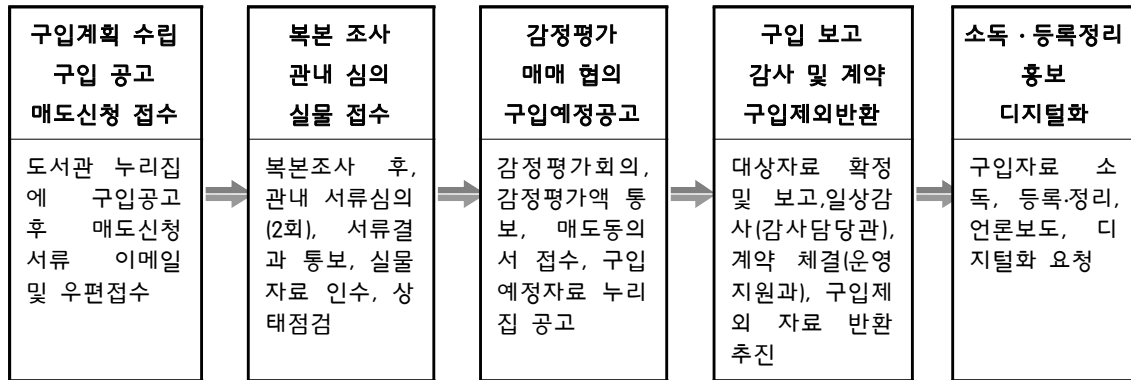 구입계획 수립
구입 공고
매도신청 접수
도서관 누리집
에 구입공고
후 매도신청
서류 이메일
및 우편접수
복본 조사
관내 심의
실물 접수
복본조사 후,
관내 서류심의
(2회), 서류결
과 통보, 실물
자료 인수, 상
태점검
감정평가
매매 협의
구입예정공고
감정평가회의,
감정평가액 통
보, 매도동의
서 접수, 구입
예정자료 누리
집 공고
구입 보고
감사 및 계약
구입제외반환
대상자료 확정
및 보고,일상감
사(감사담당관),
계약 체결(운영
지원과), 구입제
외 자료 반환
추진
소독·등록정리
홍보
디지털화
구입자료 소
독, 등록·정리,
언론보도, 디
지털화 요청